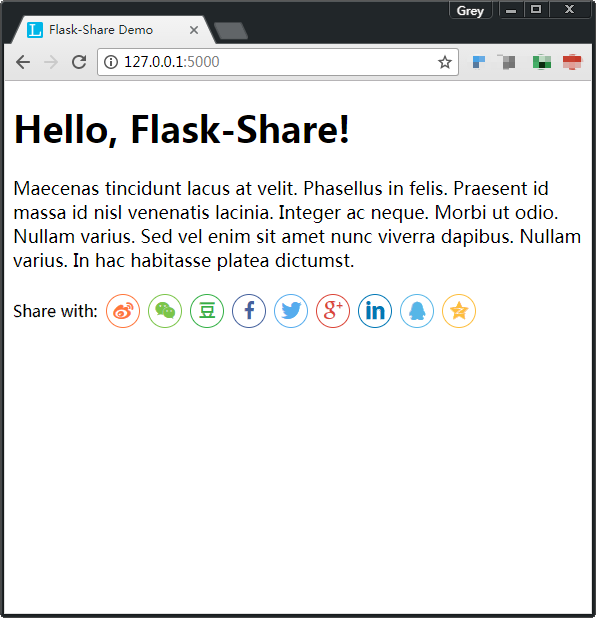 Grey
L Flask-Share Demo
127.0.0.1:5000
Hello, Flask-Share!
Maecenas tincidunt lacus at velit. Phasellus in felis. Praesent id
massa id nisl venenatis lacinia. Integer ac neque. Morbi ut odio.
Nullam varius. Sed vel enim sit amet nunc viverra dapibus. Nullam
varius. In hac habitasse platea dictumst.
Share with: 豆 f g+ in